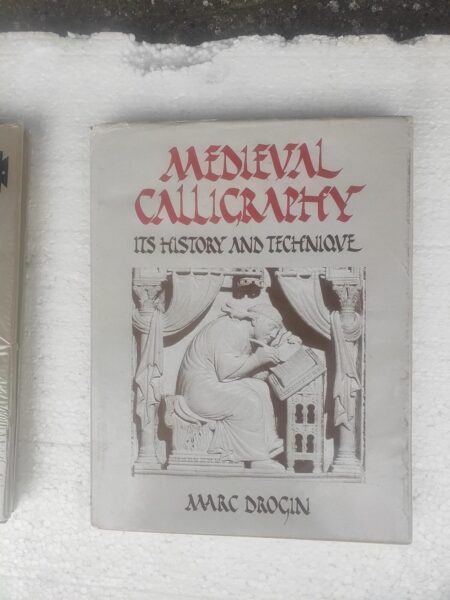 MEDIEVAL
CALLIGRAPHY
ITS HISTORY AND TECHNIQUE
MARC DROGIN